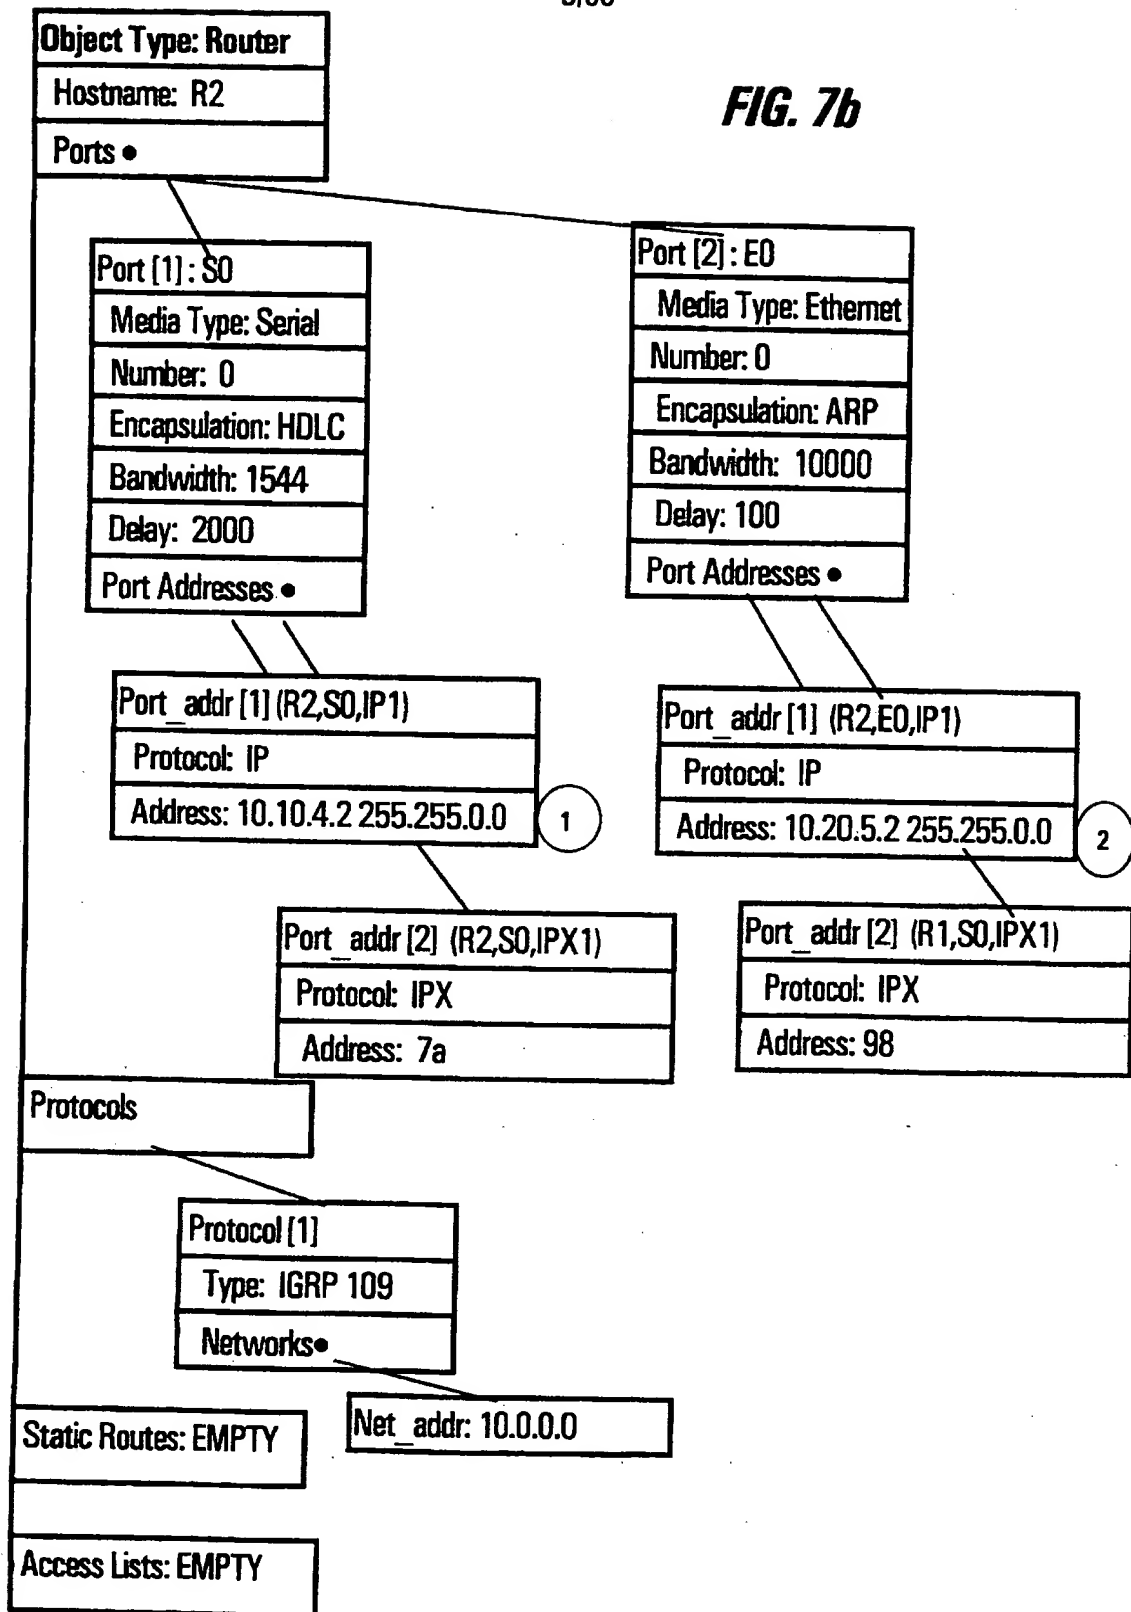 Object Type: Router
Hostname: R2
Ports •
FIG. 7b
Port [1] : S0
Media Type: Serial
Number: 0
Encapsulation: HDLC
Bandwidth: 1544
Delay: 2000
Port Addresses •
Port [2] : E0
Media Type: Ethernet
Number: 0
Encapsulation: ARP
Bandwidth: 10000
Delay: 100
Port Addresses •
Port_addr [1] (R2,S0,IP1)
Protocol: IP
Address: 10.10.4.2 255.255.0.0
1
Port_addr [1] (R2,E0,IP1)
Protocol: IP
Address: 10.20.5.2 255.255.0.0
2
Port_addr [2] (R2,S0,IPX1)
Protocol: IPX
Address: 7a
Port_addr [2] (R1,S0,IPX1)
Protocol: IPX
Address: 98
Protocols
Protocol [1]
Type: IGRP 109
Networks•
Net_addr: 10.0.0.0
Static Routes: EMPTY
Access Lists: EMPTY